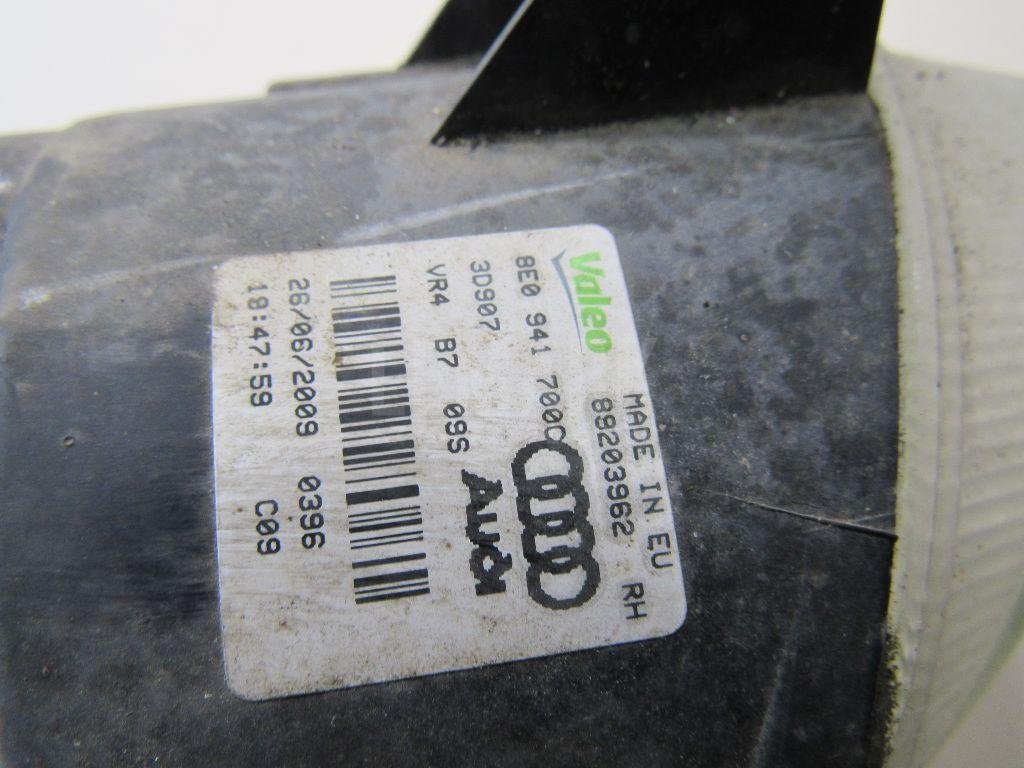 MADE IN EU RH
Valeo 89203962
8E0 941 700C
3D907
Audi
VR4 B7 09S
26/06/2009 0396
18:47:59 C09